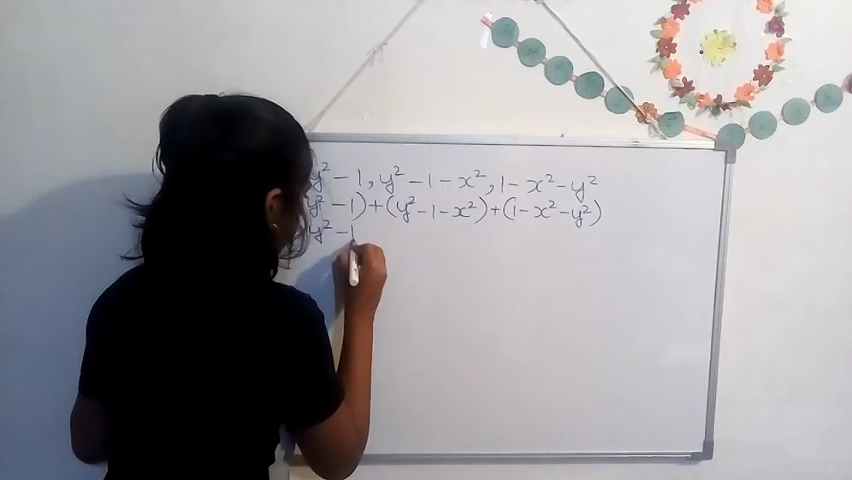 y² - 1, y² - 1 - x², 1 - x² - y²
y² - 1) + (y² - 1 - x²) + (1 - x² - y²)
y² - 1